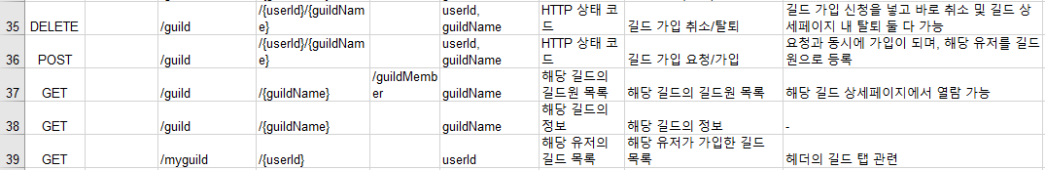 35 DELETE /guild /{userId}/{guildNam
e} userId,
guildName HTTP 상태 코
드 길드 가입 취소/탈퇴 길드 가입 신청을 넣고 바로 취소 및 길드 상
세페이지 내 탈퇴 둘 다 가능
36 POST /guild /{userId}/{guildNam
e} userId,
guildName HTTP 상태 코
드 길드 가입 요청/가입 요청과 동시에 가입이 되며, 해당 유저를 길드
원으로 등록
37 GET /guild /{guildName} /guildMemb
er guildName 해당 길드의
길드원 목록 해당 길드의 길드원 목록 해당 길드 상세페이지에서 열람 가능
38 GET /guild /{guildName} guildName 해당 길드의
정보 해당 길드의 정보 -
39 GET /myguild /{userId} userId 해당 유저의
길드 목록 해당 유저가 가입한 길드
목록 헤더의 길드 탭 관련